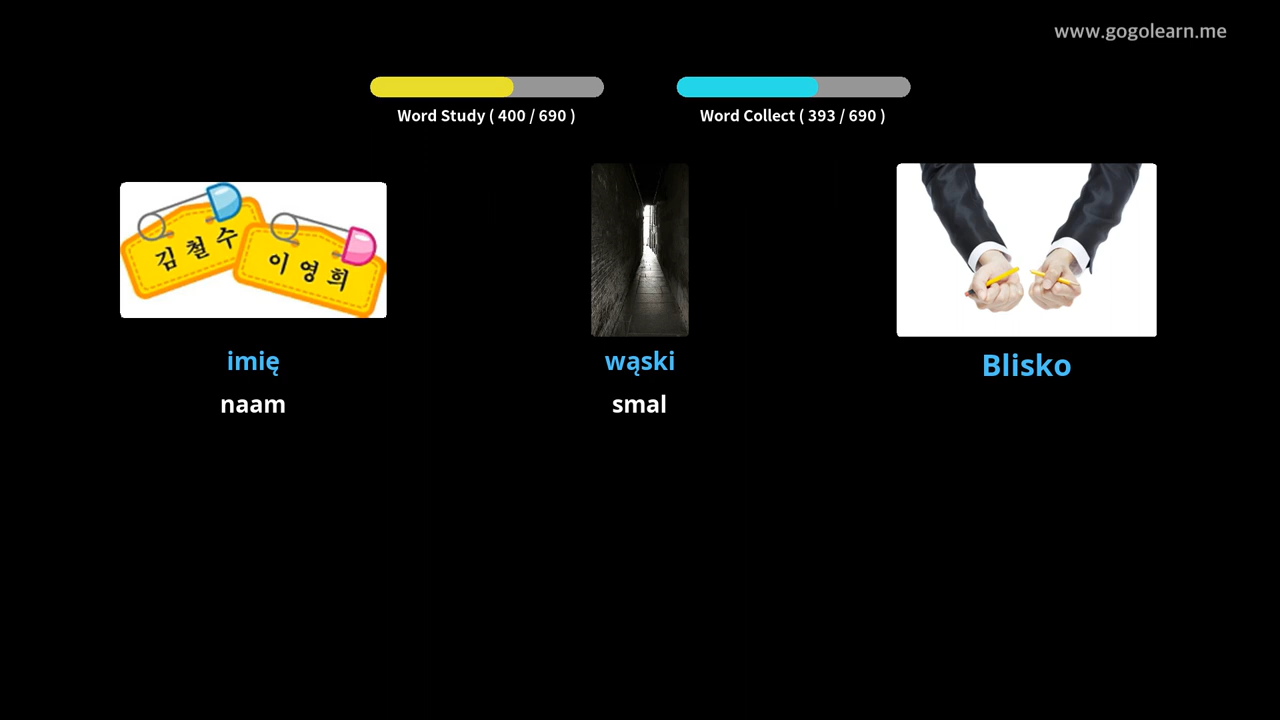 www.gogolearn.me
Word Study ( 400 / 690 )
Word Collect ( 393 / 690 )
김철수
이영희
imię
naam
wąski
smal
Blisko